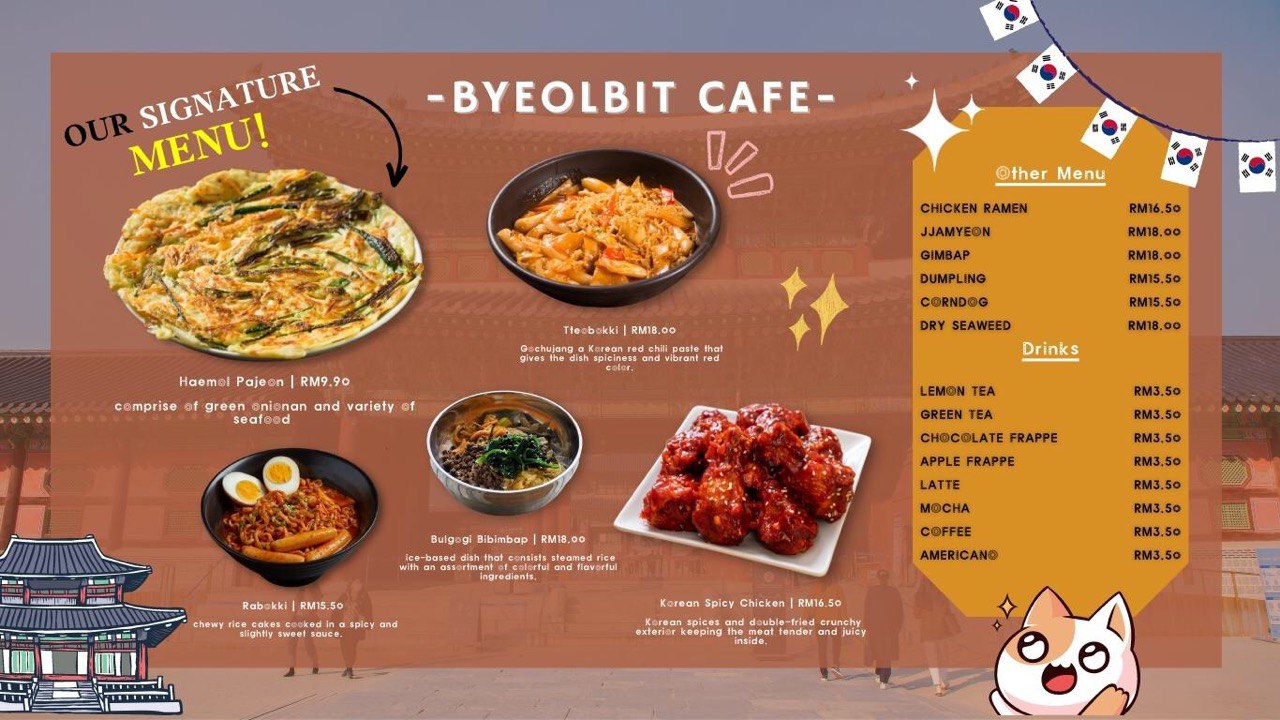 OUR SIGNATURE
MENU!
-BYEOLBIT CAFE-
Haemol Pajeon | RM9.90
comprise of green onionan and variety of
seafood
Tteobokki | RM18.00
Gochujang a Korean red chili paste that
gives the dish spiciness and vibrant red
color.
Rabokki | RM15.50
chewy rice cakes cooked in a spicy and
slightly sweet sauce.
Bulgogi Bibimbap | RM18.00
ice-based dish that consists steamed rice
with an assortment of colorful and flavorful
ingredients.
Korean Spicy Chicken | RM16.50
Korean spices and double-fried crunchy
exterior keeping the meat tender and juicy
inside.
Other Menu
CHICKEN RAMEN RM16.50
JJAMYEON RM18.00
GIMBAP RM18.00
DUMPLING RM15.50
CORNDOG RM15.50
DRY SEAWEED RM18.00
Drinks
LEMON TEA RM3.50
GREEN TEA RM3.50
CHOCOLATE FRAPPE RM3.50
APPLE FRAPPE RM3.50
LATTE RM3.50
MOCHA RM3.50
COFFEE RM3.50
AMERICANO RM3.50